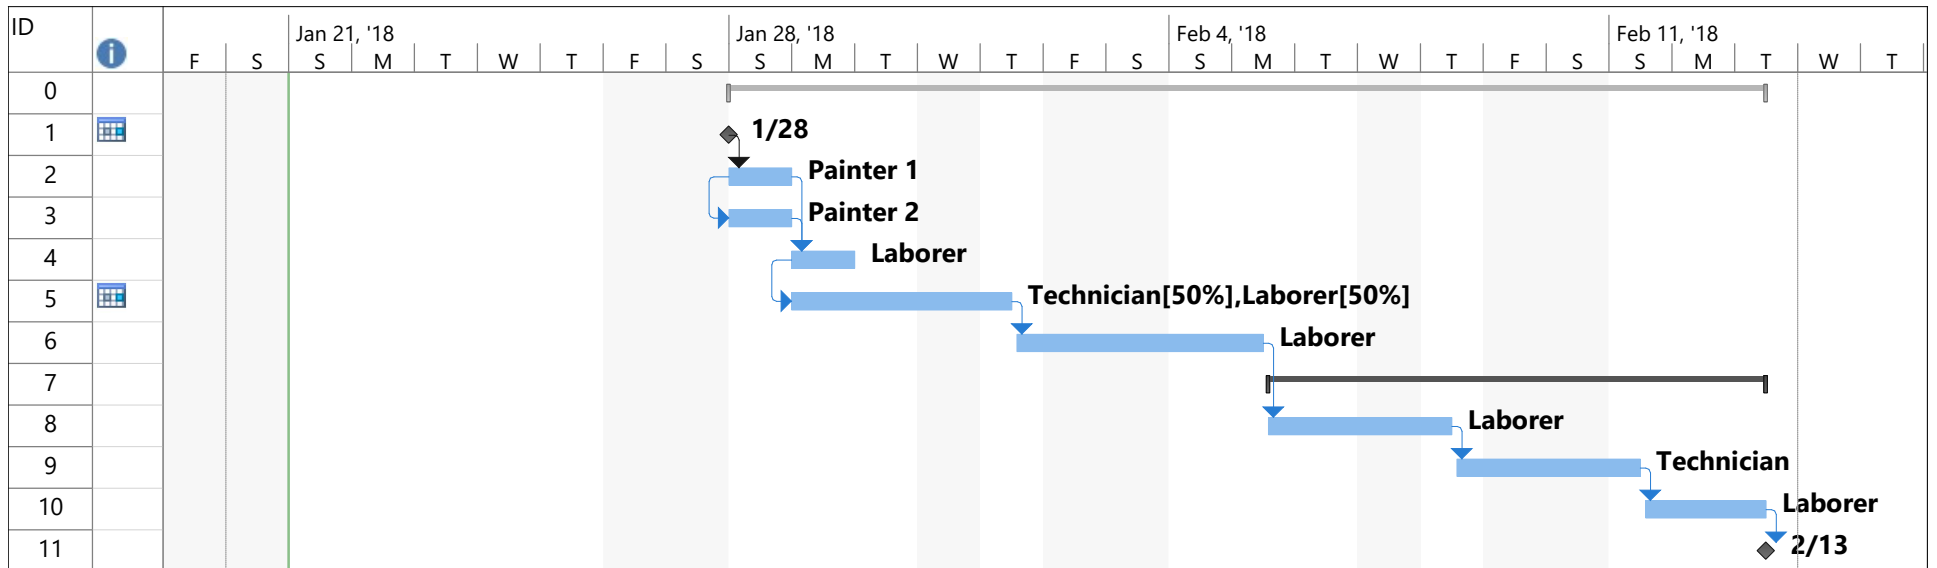 ID
Jan 21, '18 Jan 28, '18 Feb 4, '18 Feb 11, '18
F S S M T W T F S S M T W T F S S M T W T F S S M T W T
0
1 1/28
2 Painter 1
3 Painter 2
4 Laborer
5 Technician[50%],Laborer[50%]
6 Laborer
7
8 Laborer
9 Technician
10 Laborer
11 2/13